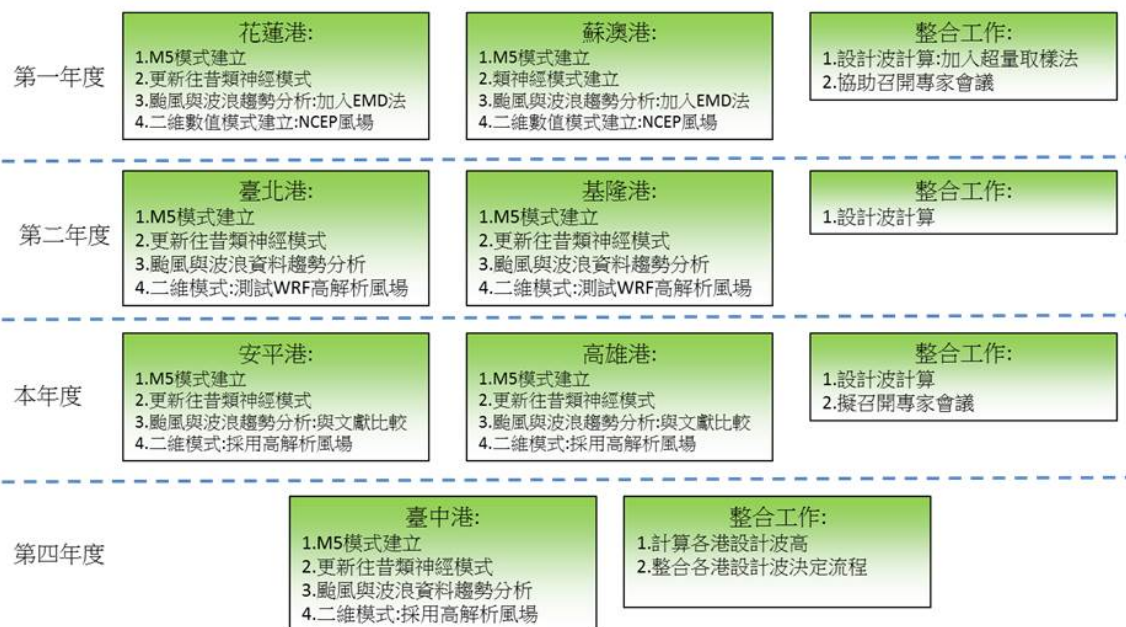 第一年度
花蓮港:
1.M5模式建立
2.更新往昔類神經模式
3.颱風與波浪趨勢分析:加入EMD法
4.二維數值模式建立:NCEP風場
蘇澳港:
1.M5模式建立
2.類神經模式建立
3.颱風與波浪趨勢分析:加入EMD法
4.二維數值模式建立:NCEP風場
整合工作:
1.設計波計算:加入超量取樣法
2.協助召開專家會議
第二年度
臺北港:
1.M5模式建立
2.更新往昔類神經模式
3.颱風與波浪資料趨勢分析
4.二維模式:測試WRF高解析風場
基隆港:
1.M5模式建立
2.更新往昔類神經模式
3.颱風與波浪資料趨勢分析
4.二維模式:測試WRF高解析風場
整合工作:
1.設計波計算
本年度
安平港:
1.M5模式建立
2.更新往昔類神經模式
3.颱風與波浪趨勢分析:與文獻比較
4.二維模式:採用高解析風場
高雄港:
1.M5模式建立
2.更新往昔類神經模式
3.颱風與波浪趨勢分析:與文獻比較
4.二維模式:採用高解析風場
整合工作:
1.設計波計算
2.擬召開專家會議
第四年度
臺中港:
1.M5模式建立
2.更新往昔類神經模式
3.颱風與波浪資料趨勢分析
4.二維模式:採用高解析風場
整合工作:
1.計算各港設計波高
2.整合各港設計波決定流程